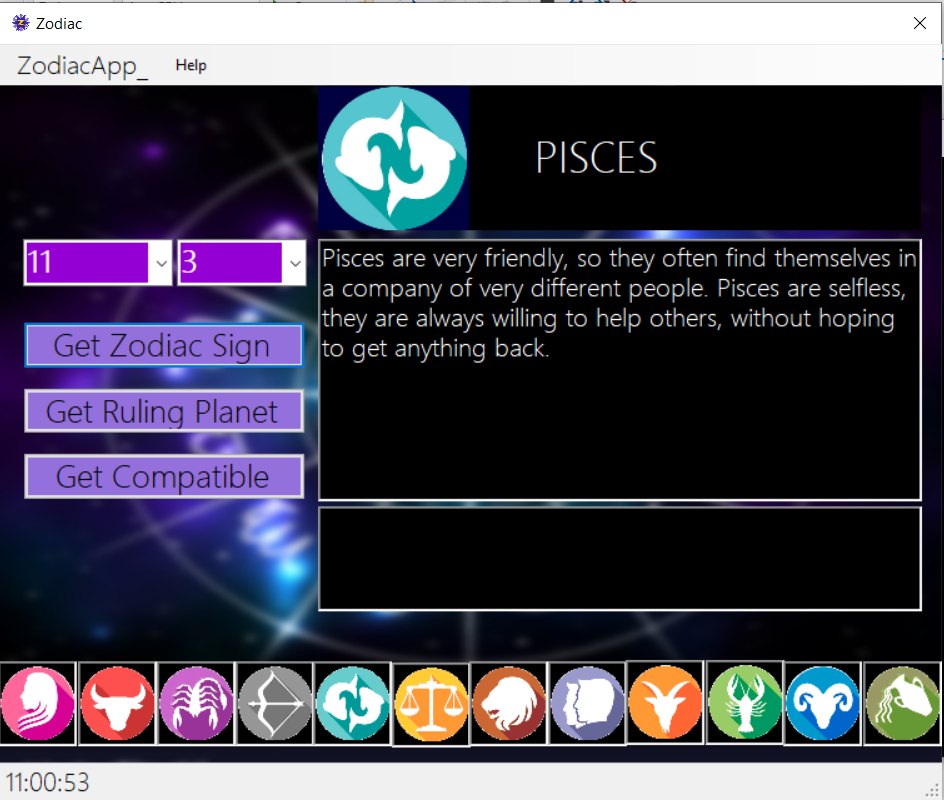 Zodiac
ZodiacApp_ Help
PISCES
11 3
Pisces are very friendly, so they often find themselves in
a company of very different people. Pisces are selfless,
they are always willing to help others, without hoping
to get anything back.
Get Zodiac Sign
Get Ruling Planet
Get Compatible
11:00:53